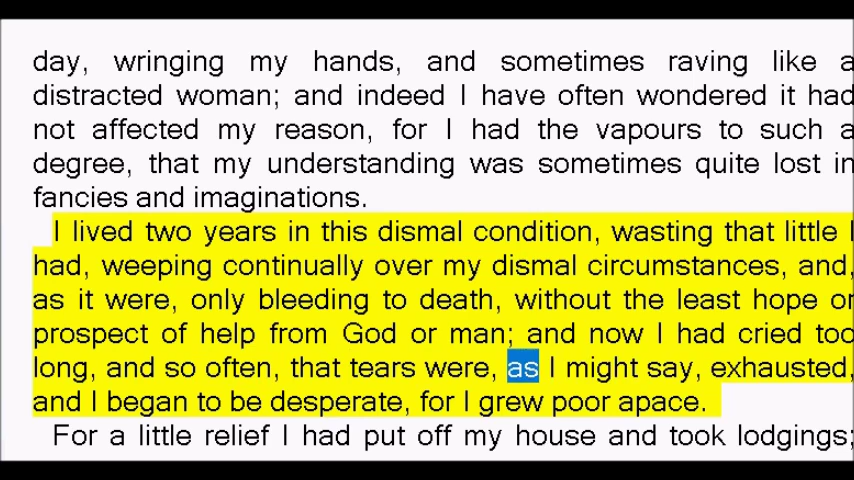 day, wringing my hands, and sometimes raving like a
distracted woman; and indeed I have often wondered it had
not affected my reason, for I had the vapours to such a
degree, that my understanding was sometimes quite lost in
fancies and imaginations.
I lived two years in this dismal condition, wasting that little I
had, weeping continually over my dismal circumstances, and,
as it were, only bleeding to death, without the least hope or
prospect of help from God or man; and now I had cried too
long, and so often, that tears were, as I might say, exhausted,
and I began to be desperate, for I grew poor apace.
For a little relief I had put off my house and took lodgings;